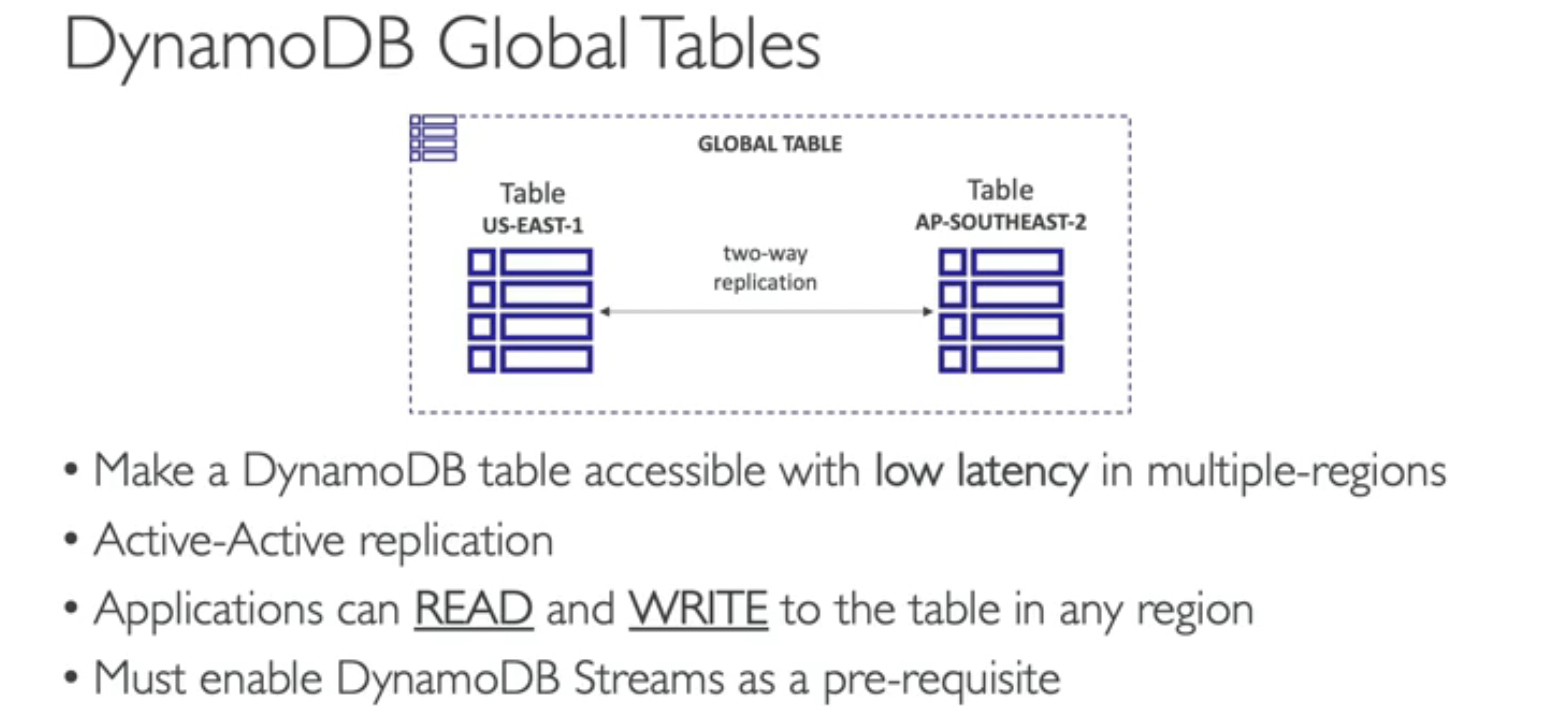 DynamoDB Global Tables
GLOBAL TABLE
Table
US-EAST-1
Table
AP-SOUTHEAST-2
two-way
replication
• Make a DynamoDB table accessible with low latency in multiple-regions
• Active-Active replication
• Applications can READ and WRITE to the table in any region
• Must enable DynamoDB Streams as a pre-requisite